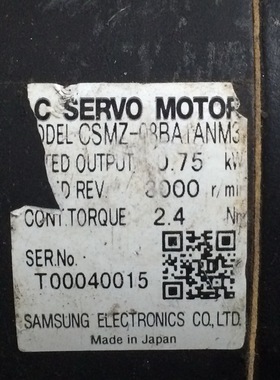 C SERVO MOTOR
ODEL CSMZ-08BA1ANM3
ED OUTPUT 0.75 kW
D REV. 3000 r/mi
CONT.TORQUE 2.4 N
SER.No.
T00040015
SAMSUNG ELECTRONICS CO,LTD.
Made in Japan